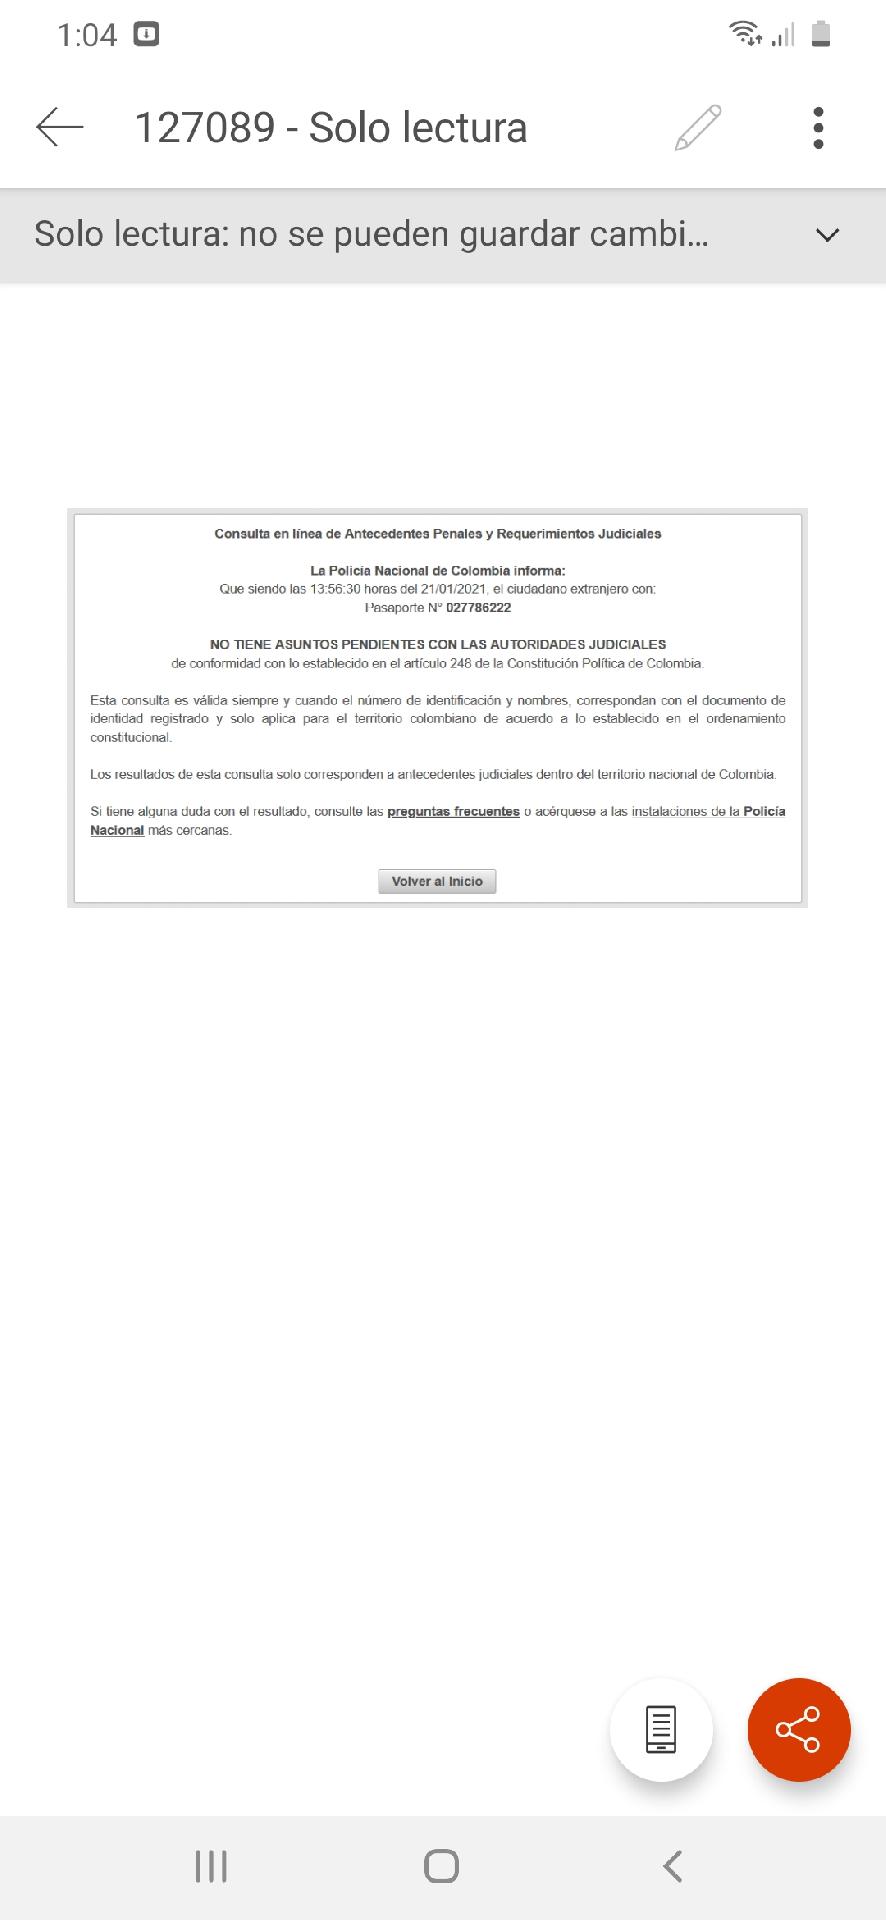 1:04
127089 - Solo lectura
Solo lectura: no se pueden guardar cambi...
Consulta en línea de Antecedentes Penales y Requerimientos Judiciales
La Policía Nacional de Colombia informa:
Que siendo las 13:56:30 horas del 21/01/2021, el ciudadano extranjero con:
Pasaporte Nº 027786222
NO TIENE ASUNTOS PENDIENTES CON LAS AUTORIDADES JUDICIALES
de conformidad con lo establecido en el artículo 248 de la Constitución Política de Colombia.
Esta consulta es válida siempre y cuando el número de identificación y nombres, correspondan con el documento de
identidad registrado y solo aplica para el territorio colombiano de acuerdo a lo establecido en el ordenamiento
constitucional.
Los resultados de esta consulta solo corresponden a antecedentes judiciales dentro del territorio nacional de Colombia.
Si tiene alguna duda con el resultado, consulte las preguntas frecuentes o acérquese a las instalaciones de la Policía
Nacional más cercanas.
Volver al Inicio